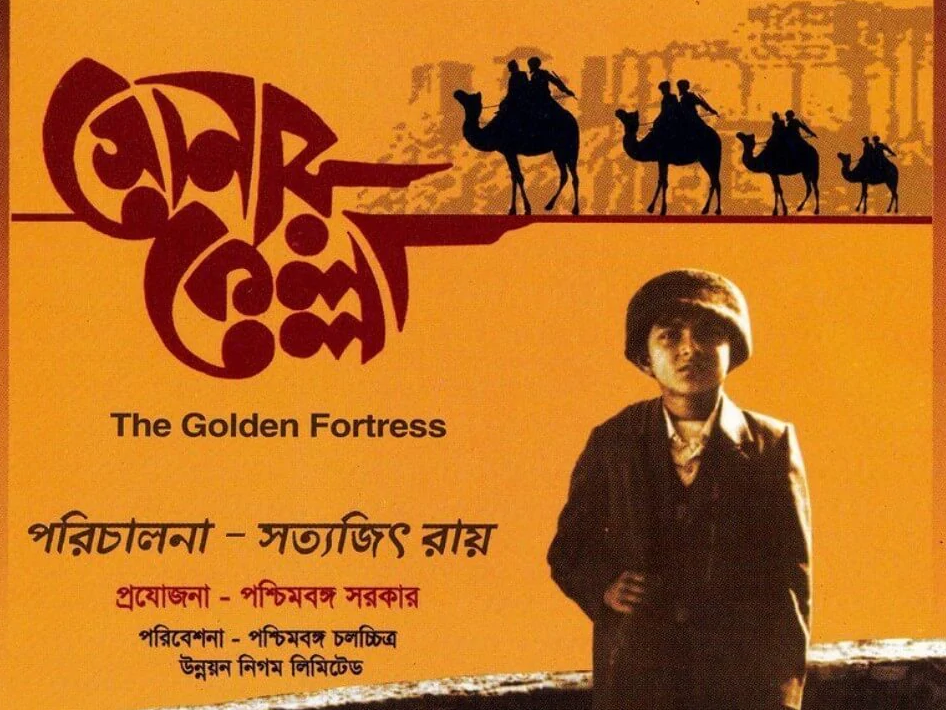 সোনার
কেল্লা
The Golden Fortress
পরিচালনা - সত্যজিৎ রায়
প্রযোজনা - পশ্চিমবঙ্গ সরকার
পরিবেশনা - পশ্চিমবঙ্গ চলচ্চিত্র
উন্নয়ন নিগম লিমিটেড